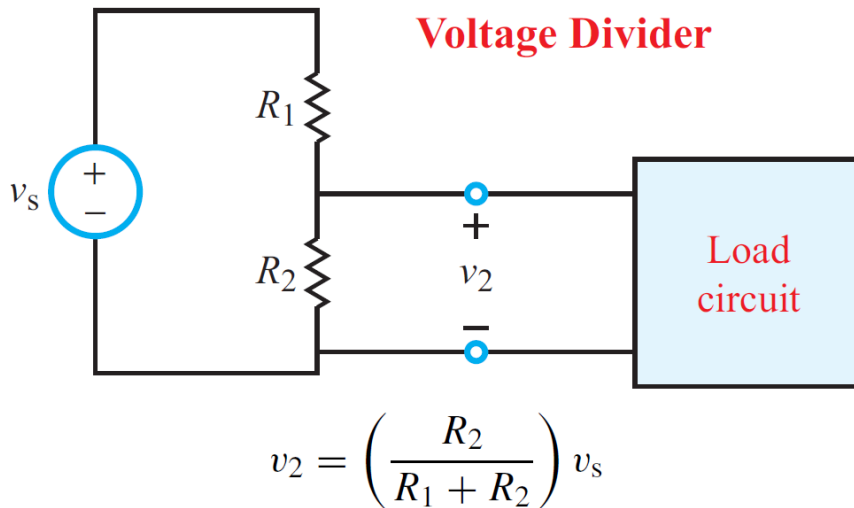 Voltage Divider
R₁
+
vₛ
−
R₂
+
v₂
−
Load
circuit
v₂ = (R₂ / (R₁ + R₂)) vₛ